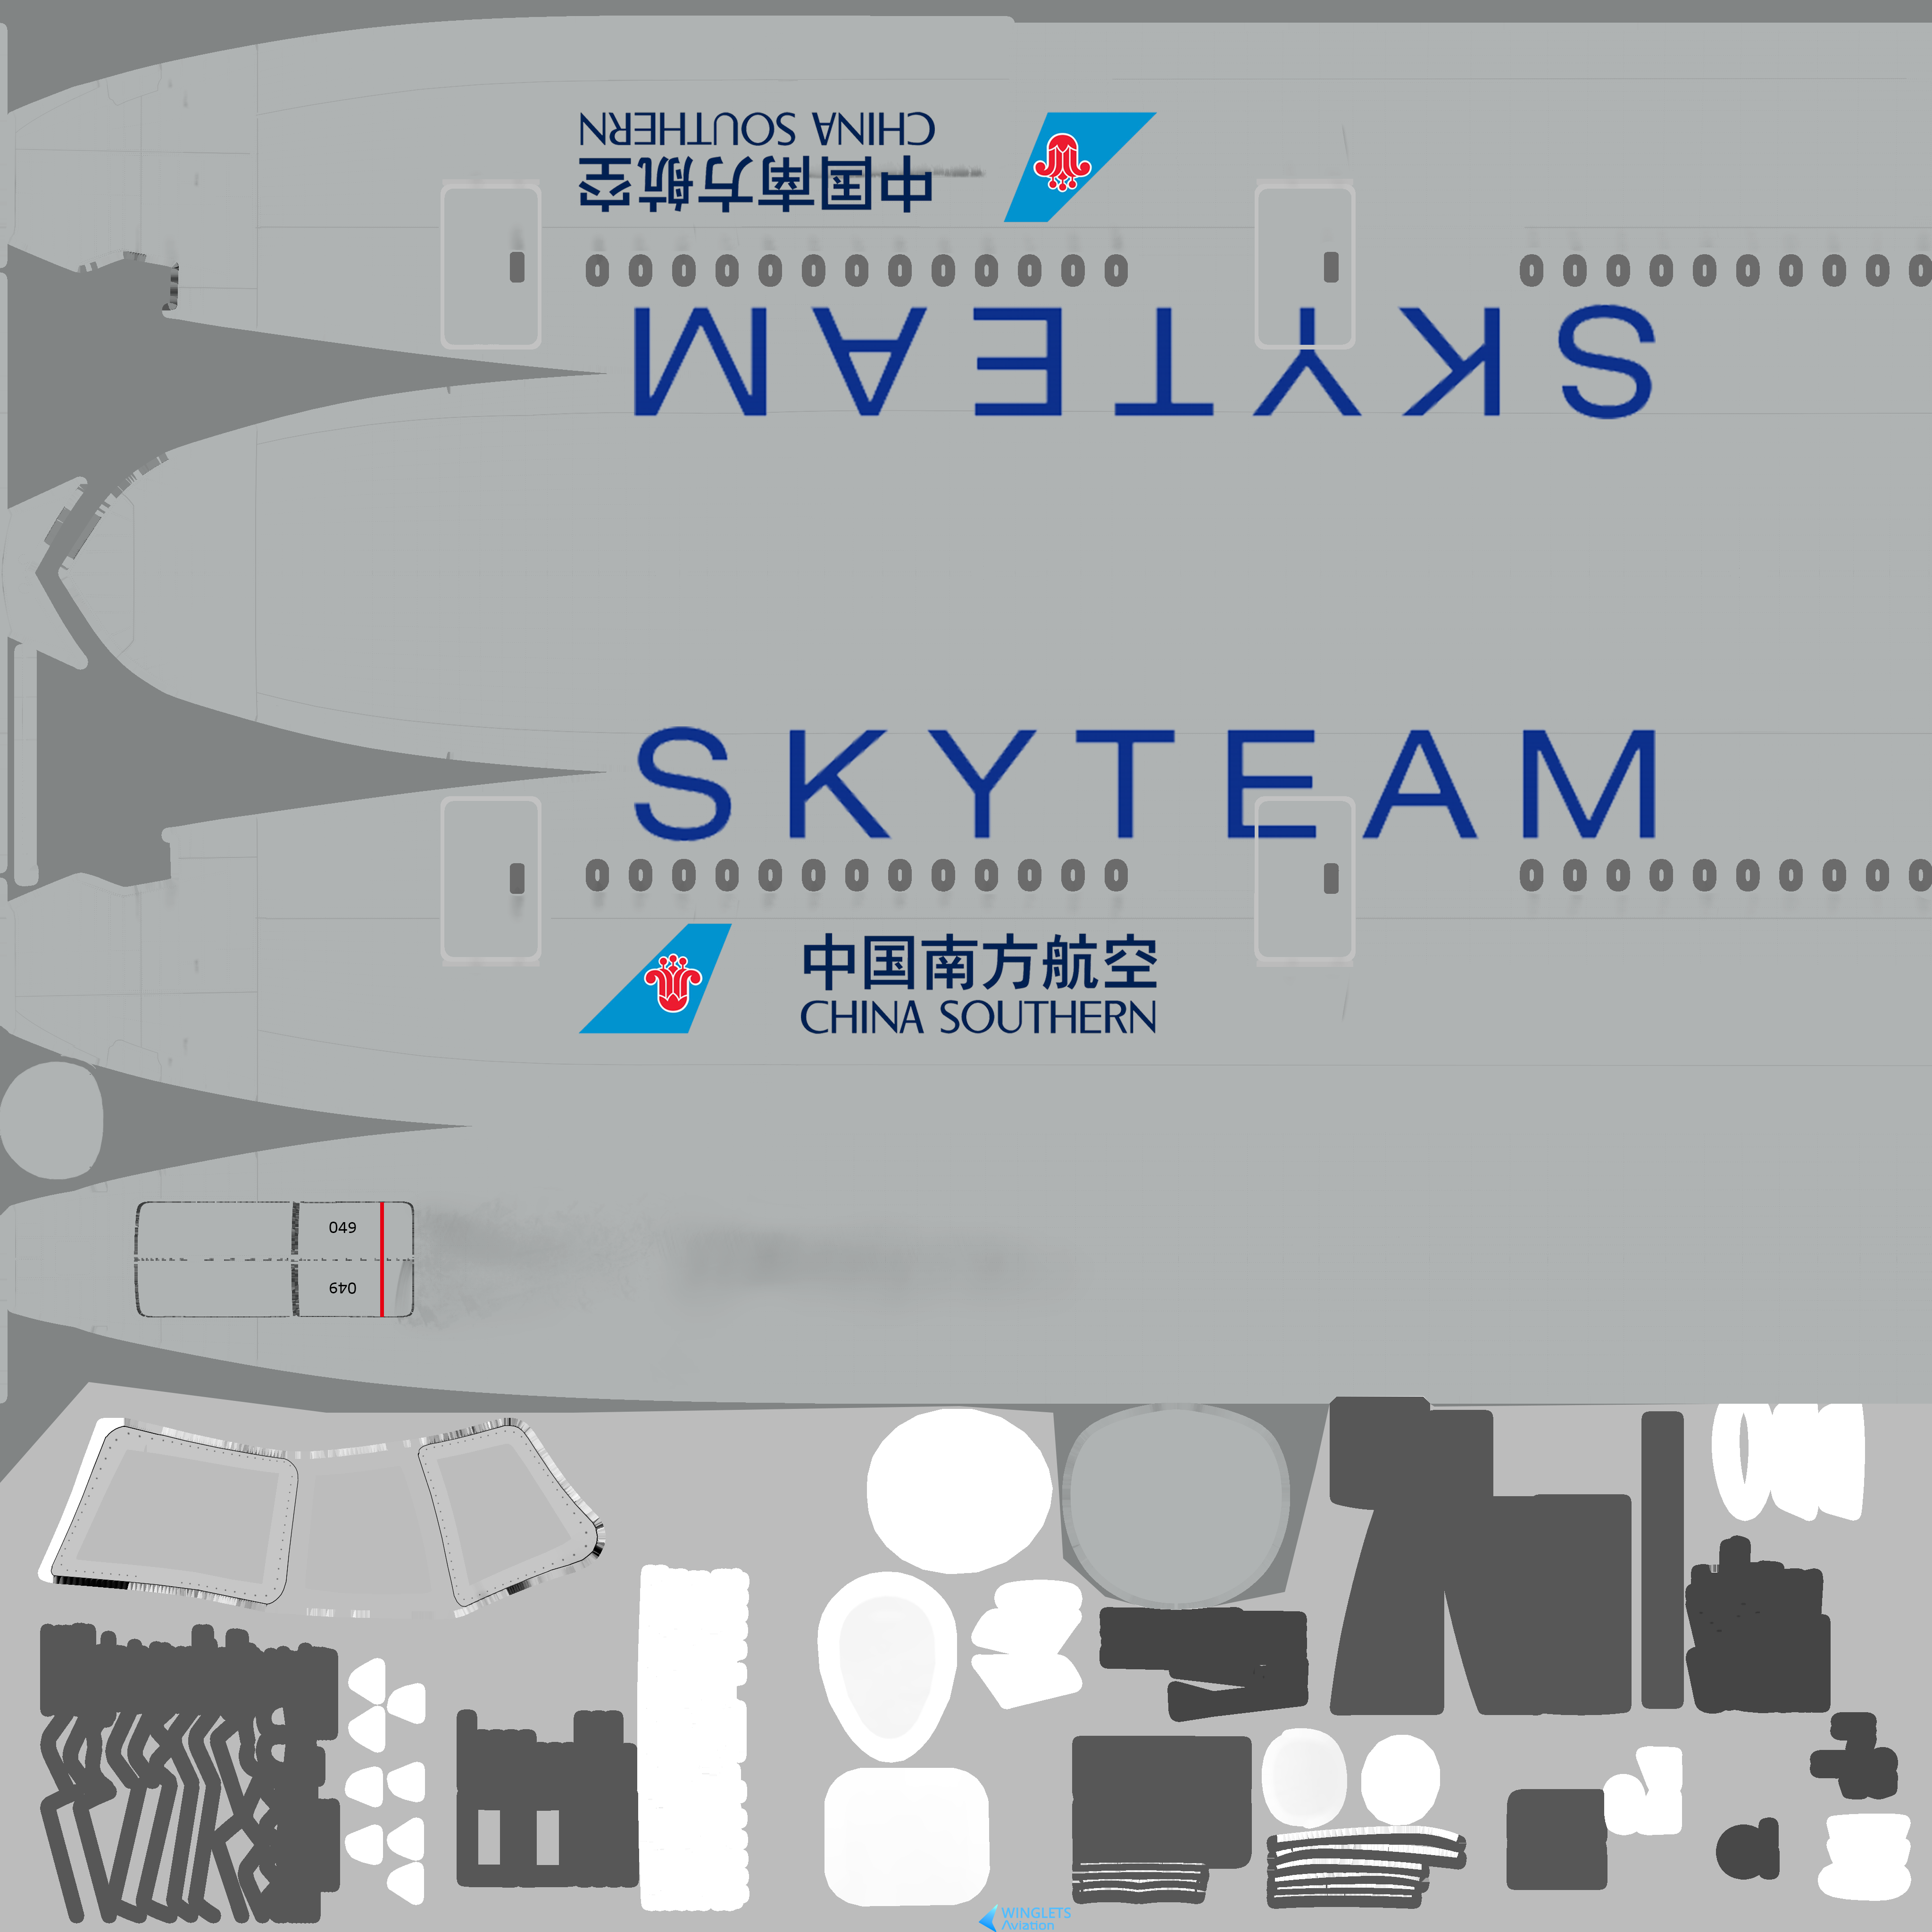 CHINA SOUTHERN
中国南方航空
SKYTEAM
SKYTEAM
中国南方航空
CHINA SOUTHERN
049
049
WINGLETS
Aviation